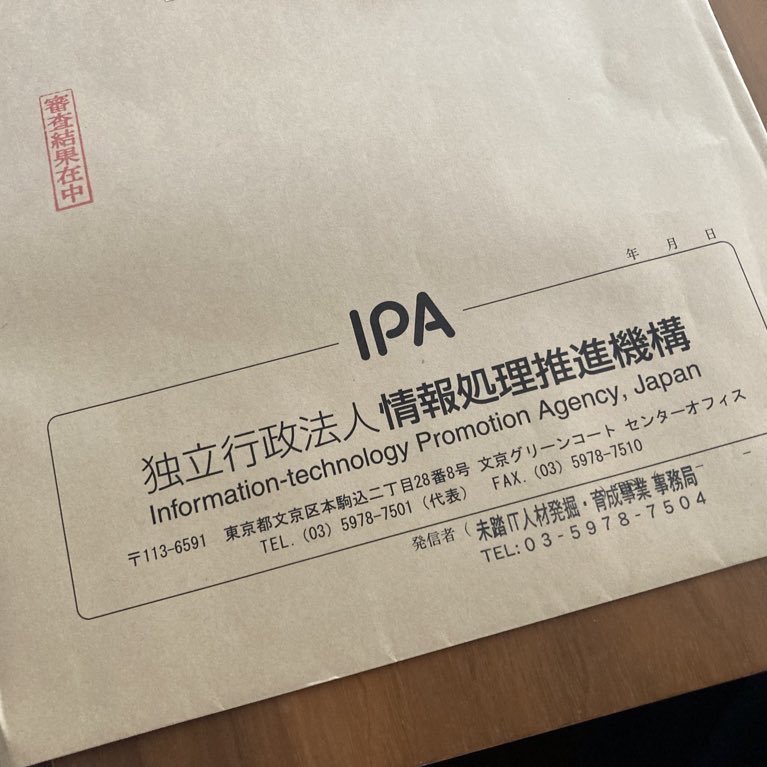 審査結果在中
年 月 日
IPA
独立行政法人 情報処理推進機構
Information-technology Promotion Agency, Japan
〒113-6591 東京都文京区本駒込二丁目28番8号 文京グリーンコート センターオフィス
TEL. (03) 5978-7501 (代表) FAX. (03) 5978-7510
発信者 ( 未踏IT人材発掘・育成事業 事務局
TEL:03-5978-7504